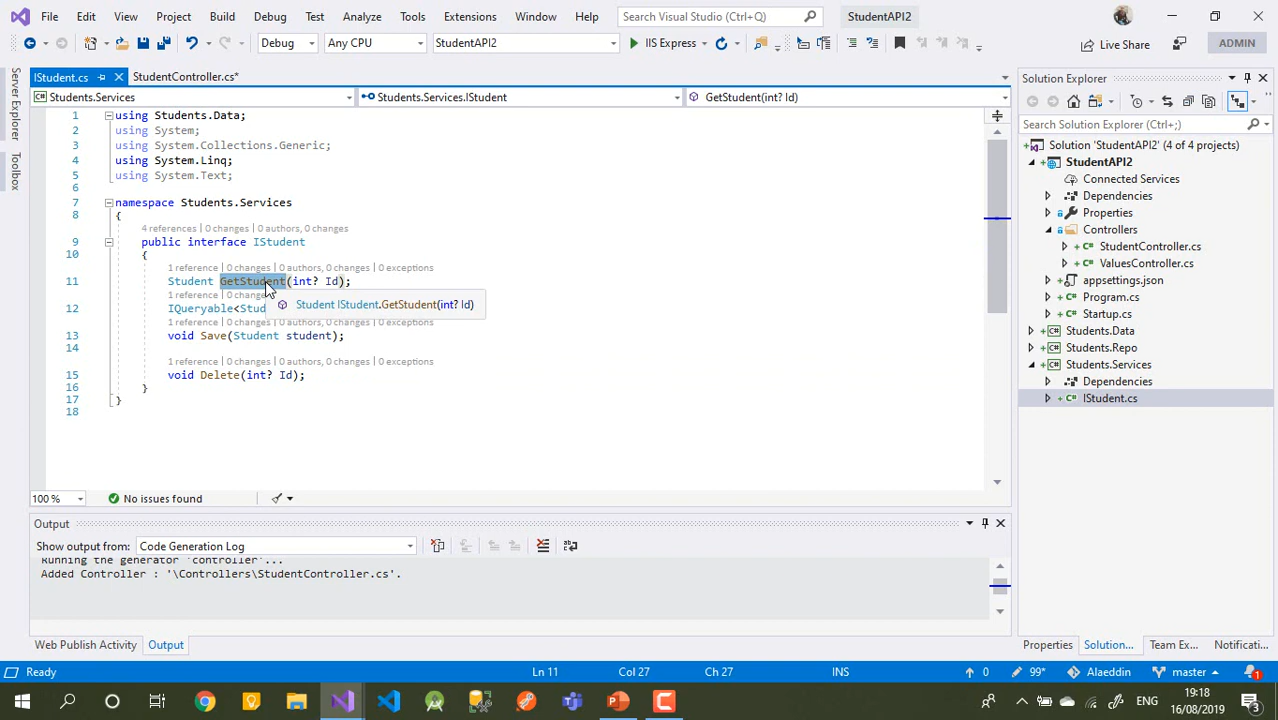 File Edit View Project Build Debug Test Analyze Tools Extensions Window Help Search Visual Studio (Ctrl+Q) StudentAPI2
Debug Any CPU StudentAPI2 IIS Express Live Share ADMIN
Server Explorer
Toolbox
IStudent.cs StudentController.cs*
Students.Services Students.Services.IStudent GetStudent(int? Id)
1 using Students.Data;
2 using System;
3 using System.Collections.Generic;
4 using System.Linq;
5 using System.Text;
6
7 namespace Students.Services
8 {
4 references | 0 changes | 0 authors, 0 changes
9 public interface IStudent
10 {
1 reference | 0 changes | 0 authors, 0 changes | 0 exceptions
11 Student GetStudent(int? Id);
1 reference | 0 change
Student IStudent.GetStudent(int? Id)
12 IQueryable<Stud
1 reference | 0 changes | 0 authors, 0 changes | 0 exceptions
13 void Save(Student student);
14
1 reference | 0 changes | 0 authors, 0 changes | 0 exceptions
15 void Delete(int? Id);
16 }
17 }
18
100 % No issues found
Output
Show output from: Code Generation Log
Running the generator 'controller'...
Added Controller : '\Controllers\StudentController.cs'.
Web Publish Activity Output
Solution Explorer
Search Solution Explorer (Ctrl+;)
Solution 'StudentAPI2' (4 of 4 projects)
StudentAPI2
Connected Services
Dependencies
Properties
Controllers
StudentController.cs
ValuesController.cs
appsettings.json
Program.cs
Startup.cs
Students.Data
Students.Repo
Students.Services
Dependencies
IStudent.cs
Properties Solution... Team Ex... Notificati...
Ready Ln 11 Col 27 Ch 27 INS 0 99* Alaeddin master 1
ENG 19:18
16/08/2019 3